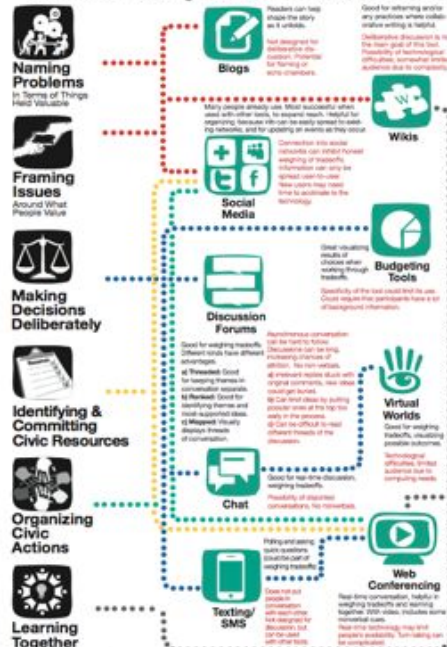 Naming
Problems
In Terms of Things
Held Valuable
Framing
Issues
Around What
People Value
Making
Decisions
Deliberately
Identifying &
Committing
Civic Resources
Organizing
Civic
Actions
Learning
Together
Readers can help
shape the story
as it unfolds.
Not designed for
deliberative dis-
cussion. Potential
for flaming or
echo-chambers.
Blogs
Good for reframing and/or
any practices where collab-
orative writing is helpful.
Deliberative discussion is not
the main goal of this tool.
Possibility of technological
difficulties, somewhat limited
audience due to complexity.
Wikis
Many people already use. Most successful when
used with other tools, to expand reach. Helpful for
organizing, because info can be easily spread to exist-
ing networks, and for updating an events as they occur.
Connection into social
networks can inhibit honest
weighing of tradeoffs.
Information can only be
spread user-to-user.
New users may need
time to acclimate to the
technology.
Social
Media
Great visualizing
results of
choices when
working through
tradeoffs.
Budgeting
Tools
Specificity of the tool could limit its use.
Could require that participants have a lot
of background information.
Discussion
Forums
Good for weighing tradeoffs.
Different kinds have different
advantages.
a) Threaded: Good
for keeping themes in
conversation separate.
b) Ranked: Good for
identifying themes and
most-supported ideas.
c) Mapped: Visually
displays threads
of conversation.
Asynchronous conversation
can be hard to follow.
Discussions can be long,
increasing chances of
attrition. No non-verbals.
a) Irrelevant replies stuck with
original comments, new ideas
could get buried.
b) Can limit ideas by putting
popular ones at the top too
early in the process.
c) Can be difficult to read
different threads of the
discussion.
Virtual
Worlds
Good for weighing
tradeoffs, visualizing
possible outcomes.
Technological
difficulties, limited
audience due to
computing needs.
Chat
Good for real-time discussion,
weighing tradeoffs.
Possibility of disjointed
conversations. No nonverbals.
Polling and asking
quick questions
(could be part of
weighing tradeoffs).
Texting/
SMS
Does not put
people in
conversation
with each other.
Not designed for
discussion, but
can be used
with other tools.
Web
Conferencing
Real-time conversation, helpful in
weighing tradeoffs and learning
together. With video, includes some
nonverbal cues.
Real-time technology may limit
people's availability. Turn-taking can
be complicated.